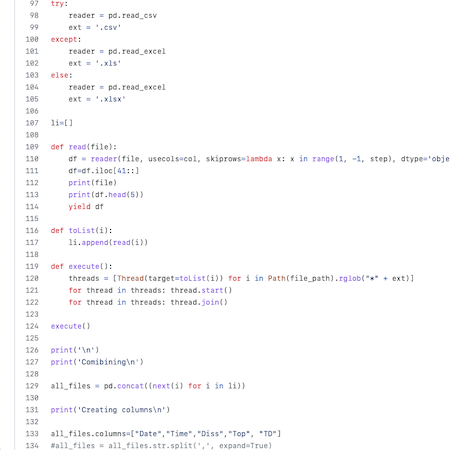 97 try:
98 reader = pd.read_csv
99 ext = '.csv'
100 except:
101 reader = pd.read_excel
102 ext = '.xls'
103 else:
104 reader = pd.read_excel
105 ext = '.xlsx'
106
107 li=[]
108
109 def read(file):
110 df = reader(file, usecols=col, skiprows=lambda x: x in range(1, -1, step), dtype='obje
111 df=df.iloc[41::]
112 print(file)
113 print(df.head(5))
114 yield df
115
116 def toList(i):
117 li.append(read(i))
118
119 def execute():
120 threads = [Thread(target=toList(i)) for i in Path(file_path).rglob("*" + ext)]
121 for thread in threads: thread.start()
122 for thread in threads: thread.join()
123
124 execute()
125
126 print('\n')
127 print('Comibining\n')
128
129 all_files = pd.concat((next(i) for i in li))
130
131 print('Creating columns\n')
132
133 all_files.columns=["Date","Time","Diss","Top", "TD"]
134 #all_files = all_files.str.split(',', expand=True)